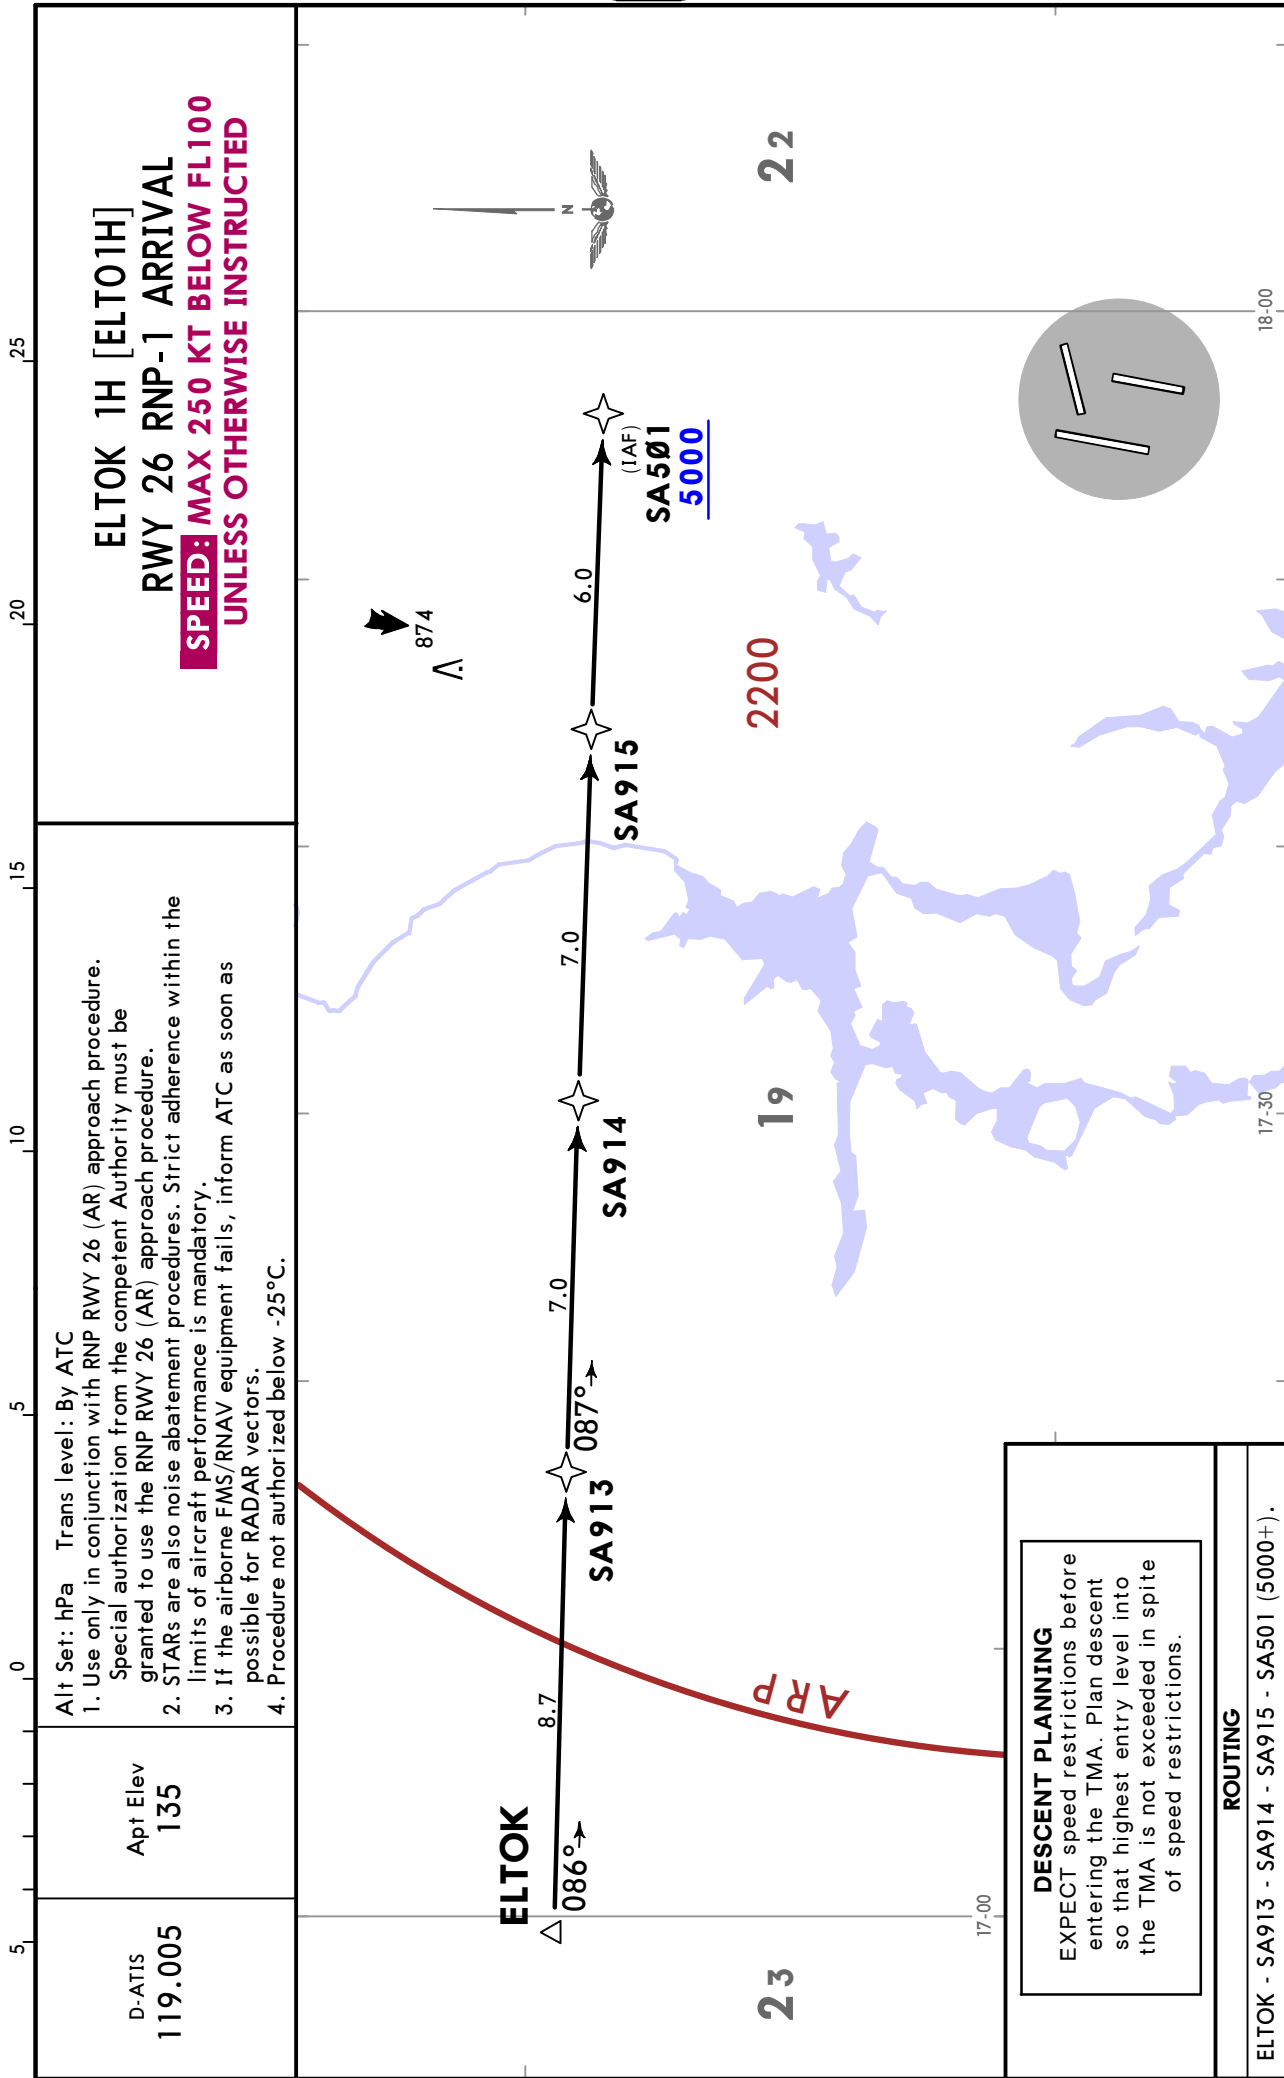 5
0
5
10
15
20
25
D-ATIS
119.005
Apt Elev
135
Alt Set: hPa Trans level: By ATC
1. Use only in conjunction with RNP RWY 26 (AR) approach procedure.
Special authorization from the competent Authority must be
granted to use the RNP RWY 26 (AR) approach procedure.
2. STARs are also noise abatement procedures. Strict adherence within the
limits of aircraft performance is mandatory.
3. If the airborne FMS/RNAV equipment fails, inform ATC as soon as
possible for RADAR vectors.
4. Procedure not authorized below -25°C.
ELTOK 1H [ELTO1H]
RWY 26 RNP-1 ARRIVAL
SPEED: MAX 250 KT BELOW FL100
UNLESS OTHERWISE INSTRUCTED
N
874
ELTOK
086°
8.7
SA913
087°
7.0
SA914
7.0
SA915
6.0
(IAF)
SA5Ø1
5000
ARP
2200
23
19
22
17-00
17-30
18-00
DESCENT PLANNING
EXPECT speed restrictions before
entering the TMA. Plan descent
so that highest entry level into
the TMA is not exceeded in spite
of speed restrictions.
ROUTING
ELTOK - SA913 - SA914 - SA915 - SA501 (5000+).